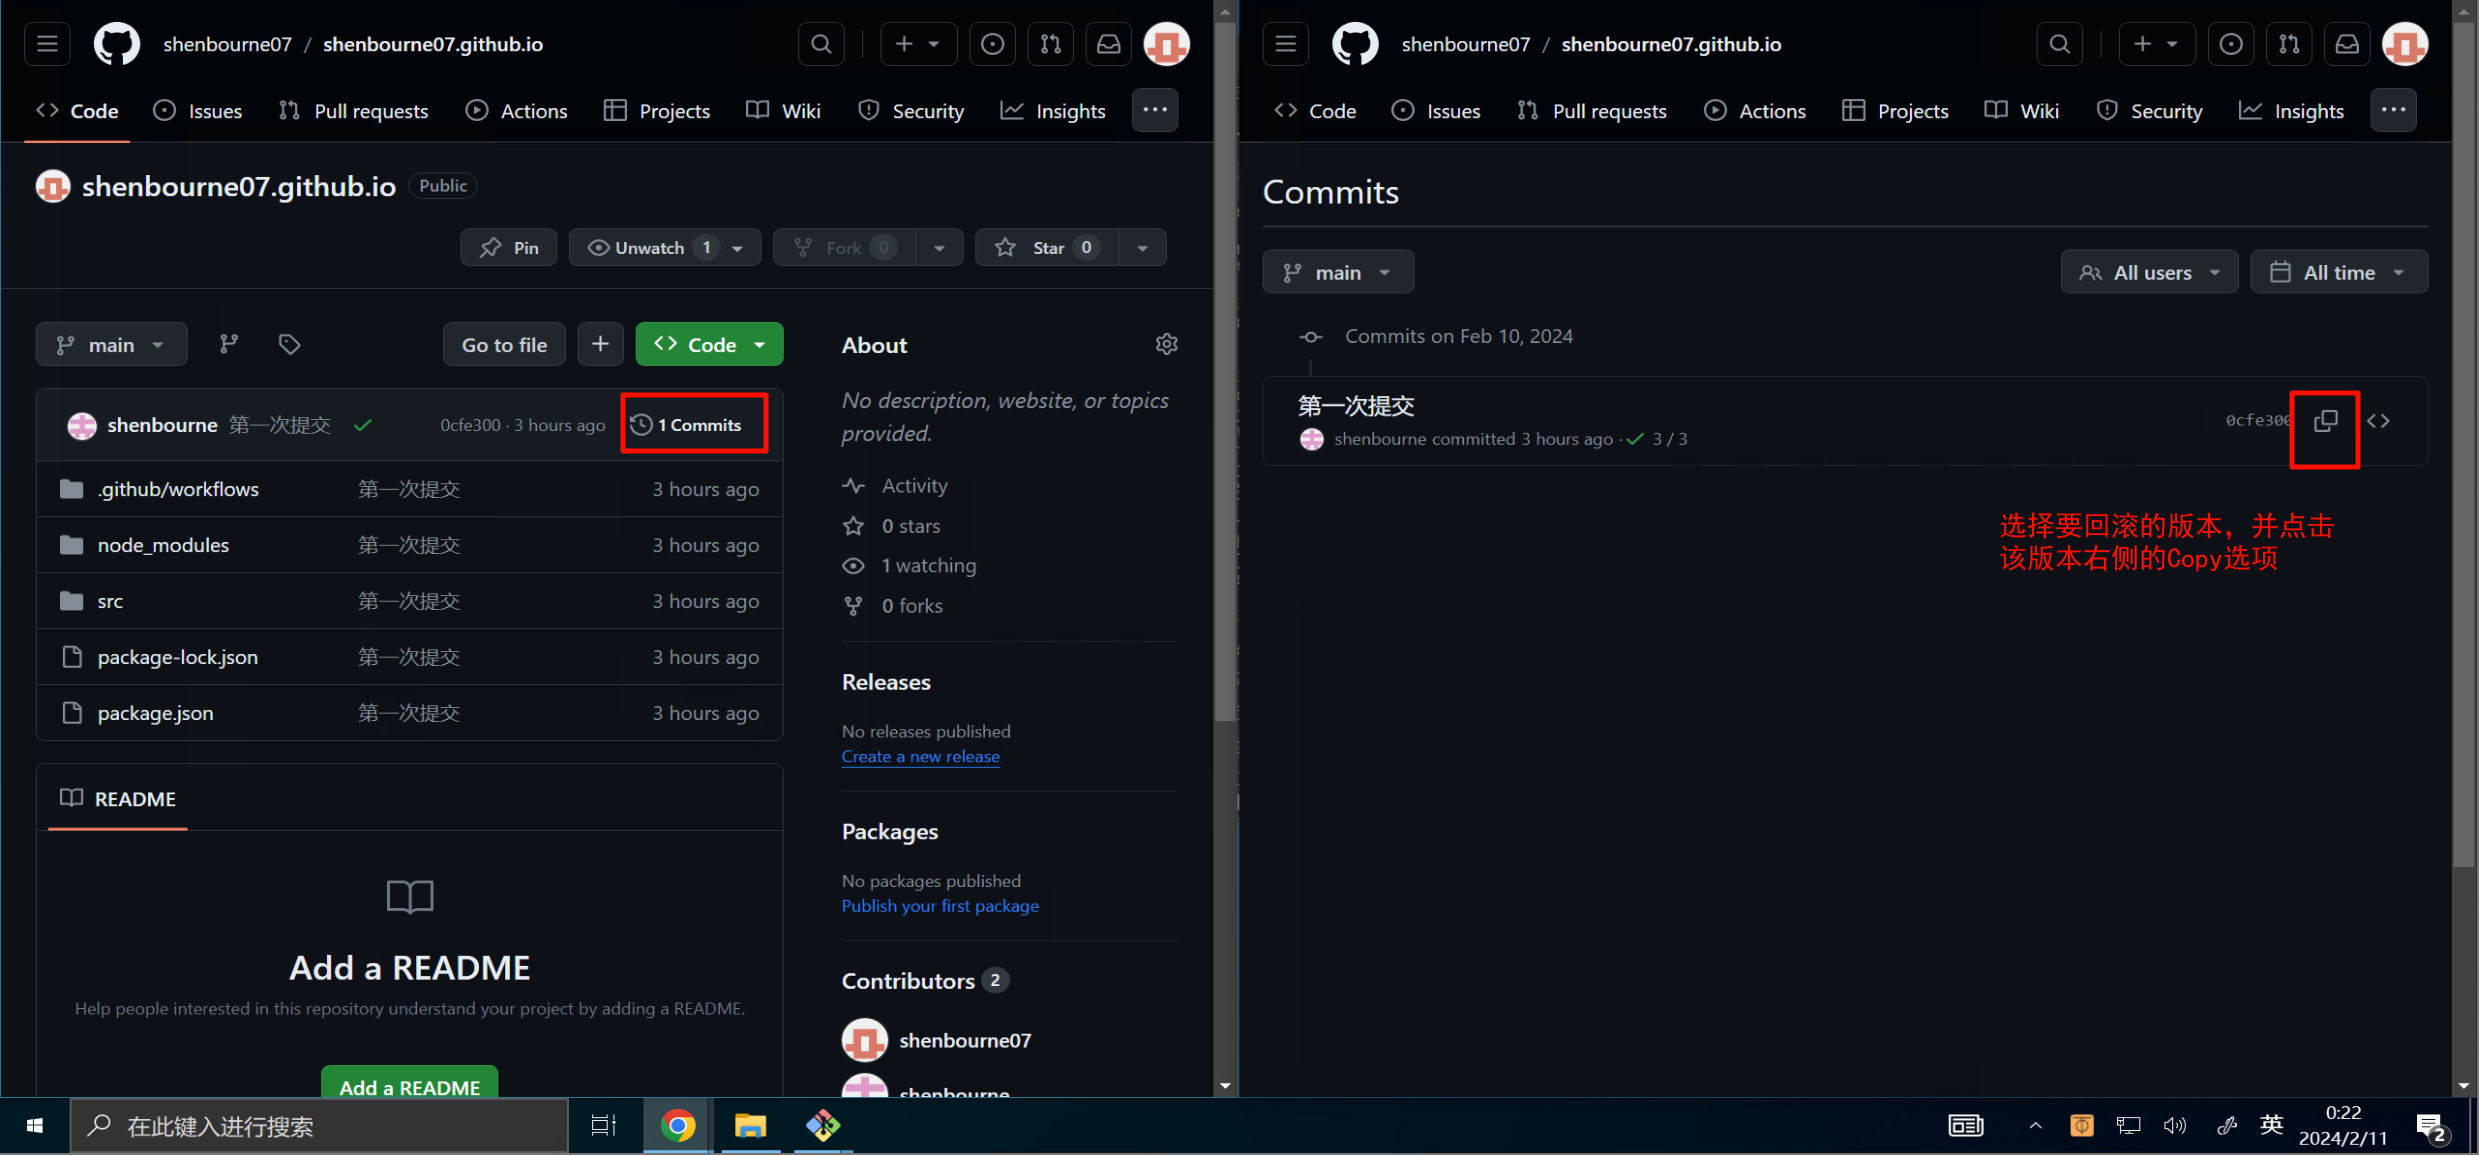 shenbourne07 / shenbourne07.github.io
Code Issues Pull requests Actions Projects Wiki Security Insights
shenbourne07.github.io Public
Pin Unwatch 1 Fork 0 Star 0
main Go to file + Code
shenbourne 第一次提交 0cfe300 · 3 hours ago 1 Commits
.github/workflows 第一次提交 3 hours ago
node_modules 第一次提交 3 hours ago
src 第一次提交 3 hours ago
package-lock.json 第一次提交 3 hours ago
package.json 第一次提交 3 hours ago
README
Add a README
Help people interested in this repository understand your project by adding a README.
Add a README
About
No description, website, or topics
provided.
Activity
0 stars
1 watching
0 forks
Releases
No releases published
Create a new release
Packages
No packages published
Publish your first package
Contributors 2
shenbourne07
shenbourne
shenbourne07 / shenbourne07.github.io
Code Issues Pull requests Actions Projects Wiki Security Insights
Commits
main All users All time
Commits on Feb 10, 2024
第一次提交
0cfe300
shenbourne committed 3 hours ago · 3 / 3
选择要回滚的版本，并点击
该版本右侧的Copy选项
在此键入进行搜索
英
0:22
2024/2/11
2